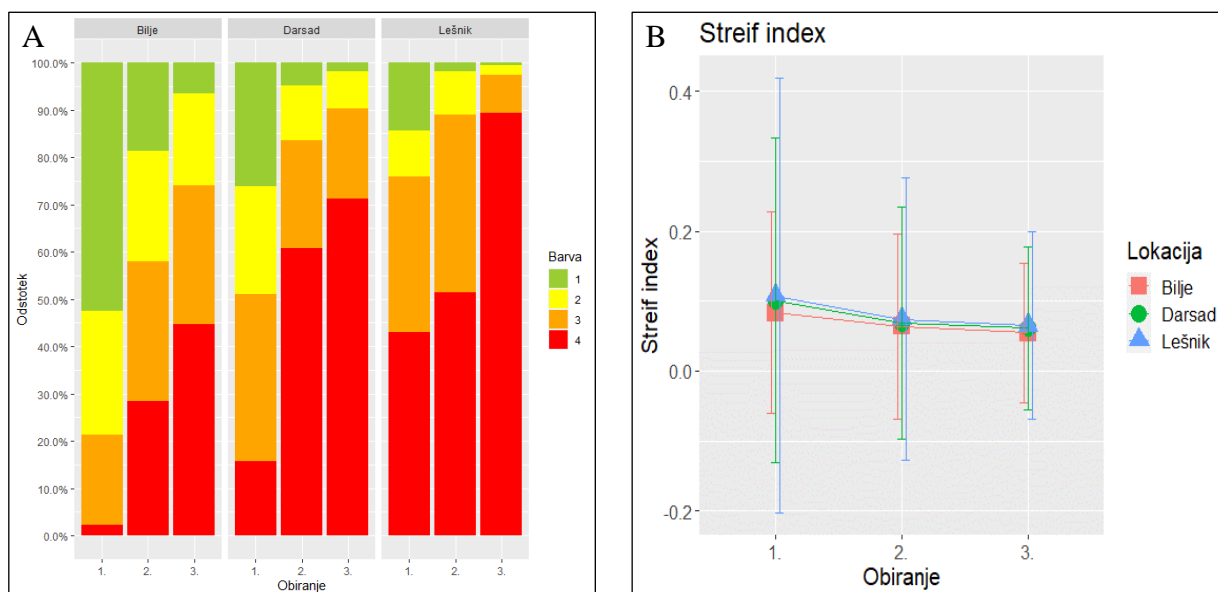 A
Bilje
Darsad
Lešnik
100.0%
90.0%
80.0%
70.0%
60.0%
50.0%
40.0%
30.0%
20.0%
10.0%
0.0%
Odstotek
1.
2.
3.
1.
2.
3.
1.
2.
3.
Obiranje
Barva
1
2
3
4
B
Streif index
0.4
0.2
0.0
-0.2
Streif index
1.
2.
3.
Obiranje
Lokacija
Bilje
Darsad
Lešnik